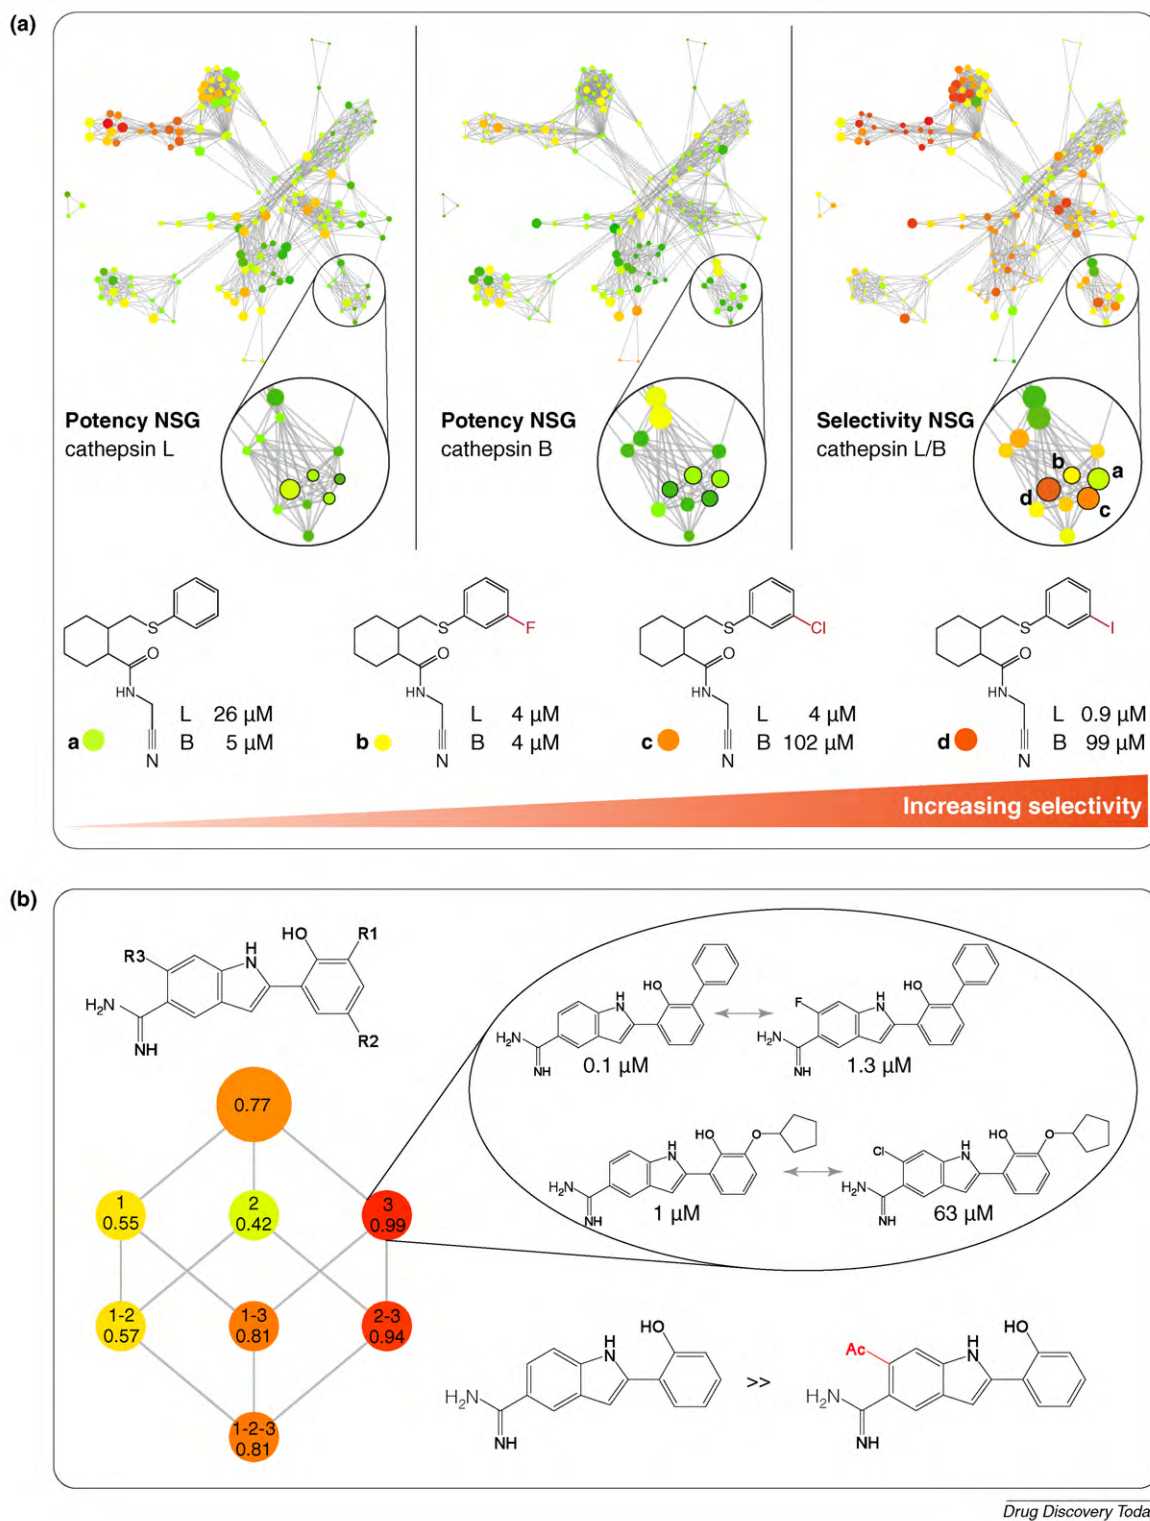 (a)
Potency NSG
cathepsin L
Potency NSG
cathepsin B
Selectivity NSG
cathepsin L/B
b
a
d
c
S
O
HN
N
L 26 µM
B 5 µM
a
S
F
O
HN
N
L 4 µM
B 4 µM
b
S
Cl
O
HN
N
L 4 µM
B 102 µM
c
S
I
O
HN
N
L 0.9 µM
B 99 µM
d
Increasing selectivity
(b)
HO
R1
R3
H
N
H2N
NH
R2
0.77
1
0.55
2
0.42
3
0.99
1-2
0.57
1-3
0.81
2-3
0.94
1-2-3
0.81
HO
H
N
H2N
NH
0.1 µM
HO
F
H
N
H2N
NH
1.3 µM
HO
O
H
N
H2N
NH
1 µM
HO
O
Cl
H
N
H2N
NH
63 µM
HO
H
N
H2N
NH
>>
HO
Ac
H
N
H2N
NH
Drug Discovery Toda